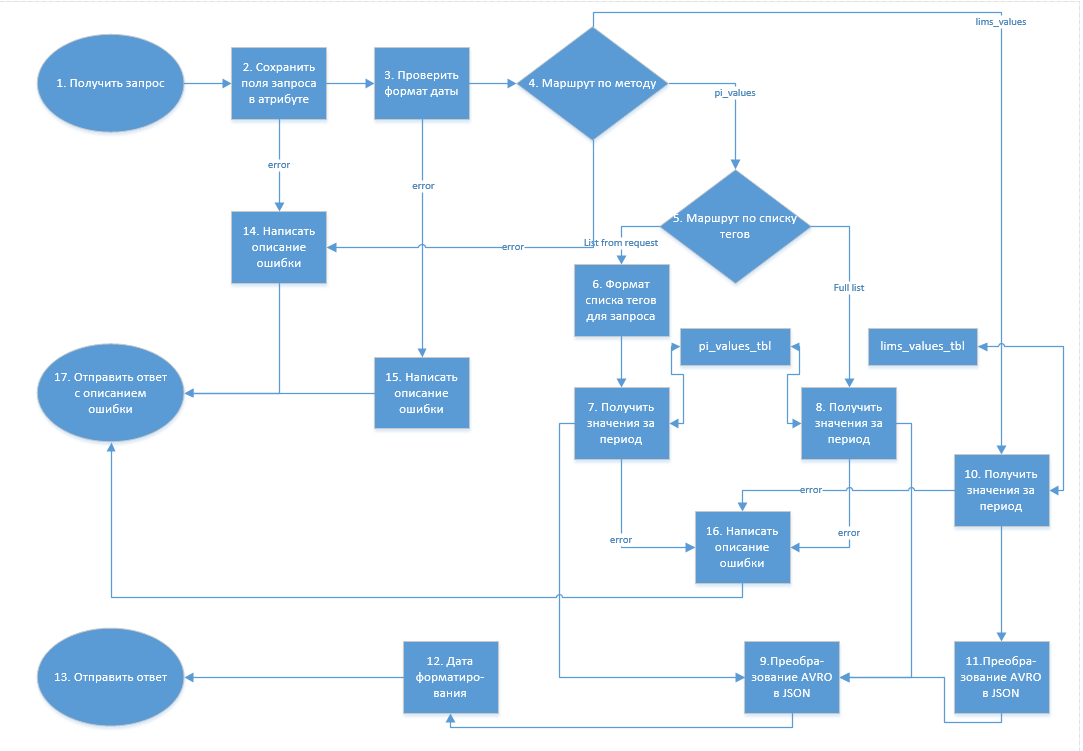 lims_values
1. Получить запрос
2. Сохранить
поля запроса
в атрибуте
3. Проверить
формат даты
4. Маршрут по методу
pi_values
error
error
5. Маршрут по списку
тегов
14. Написать
описание
ошибки
error
List from request
6. Формат
списка тегов
для запроса
Full list
pi_values_tbl
lims_values_tbl
17. Отправить ответ
с описанием
ошибки
15. Написать
описание
ошибки
7. Получить
значения за
период
8. Получить
значения за
период
10. Получить
значения за
период
error
16. Написать
описание
ошибки
error
error
13. Отправить ответ
12. Дата
форматиро-
вания
9.Преобра-
зование AVRO
в JSON
11.Преобра-
зование AVRO
в JSON